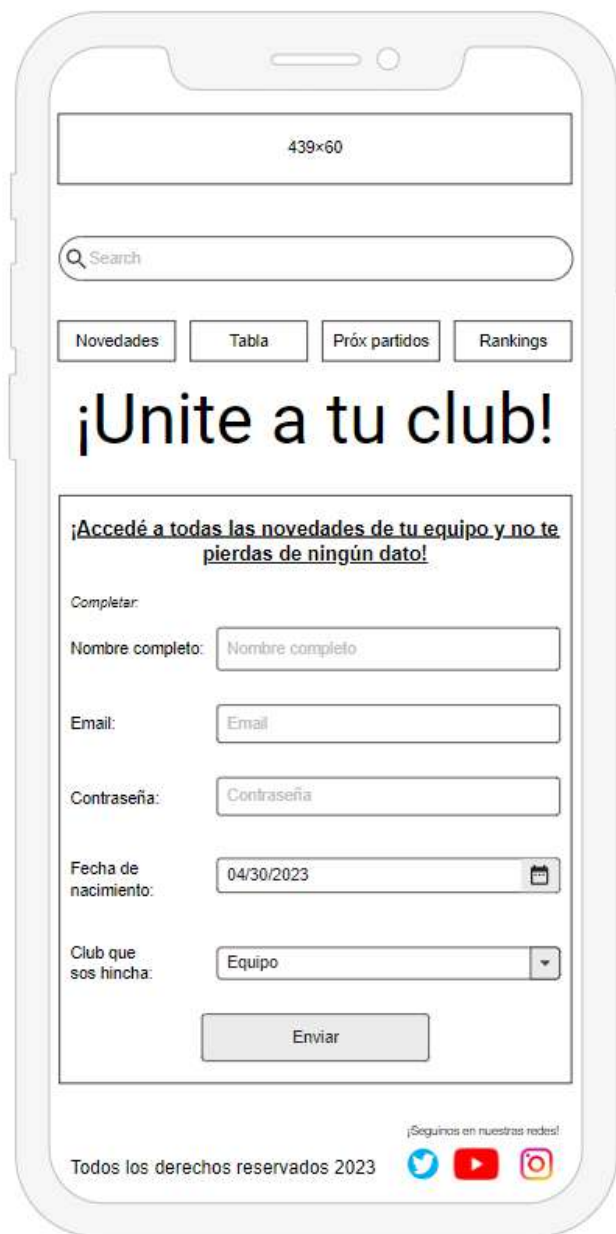 439×60
Search
Novedades
Tabla
Próx partidos
Rankings
¡Unite a tu club!
¡Accedé a todas las novedades de tu equipo y no te
pierdas de ningún dato!
Completar:
Nombre completo:
Nombre completo
Email:
Email
Contraseña:
Contraseña
Fecha de
nacimiento:
04/30/2023
Club que
sos hincha:
Equipo
Enviar
¡Seguinos en nuestras redes!
Todos los derechos reservados 2023